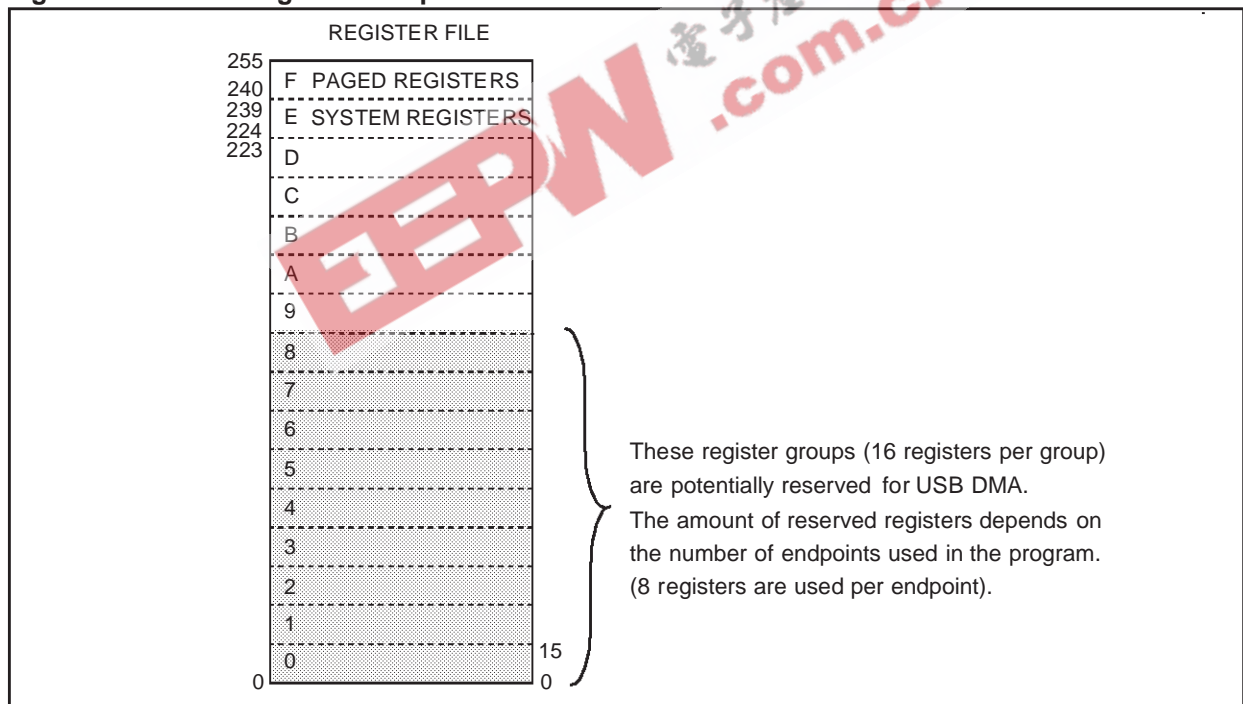 REGISTER FILE
255
240
239
224
223
F PAGED REGISTERS
E SYSTEM REGISTERS
D
C
B
A
9
8
7
6
5
4
3
2
1
0
15
0
0
These register groups (16 registers per group)
are potentially reserved for USB DMA.
The amount of reserved registers depends on
the number of endpoints used in the program.
(8 registers are used per endpoint).
EEPW
.com.c